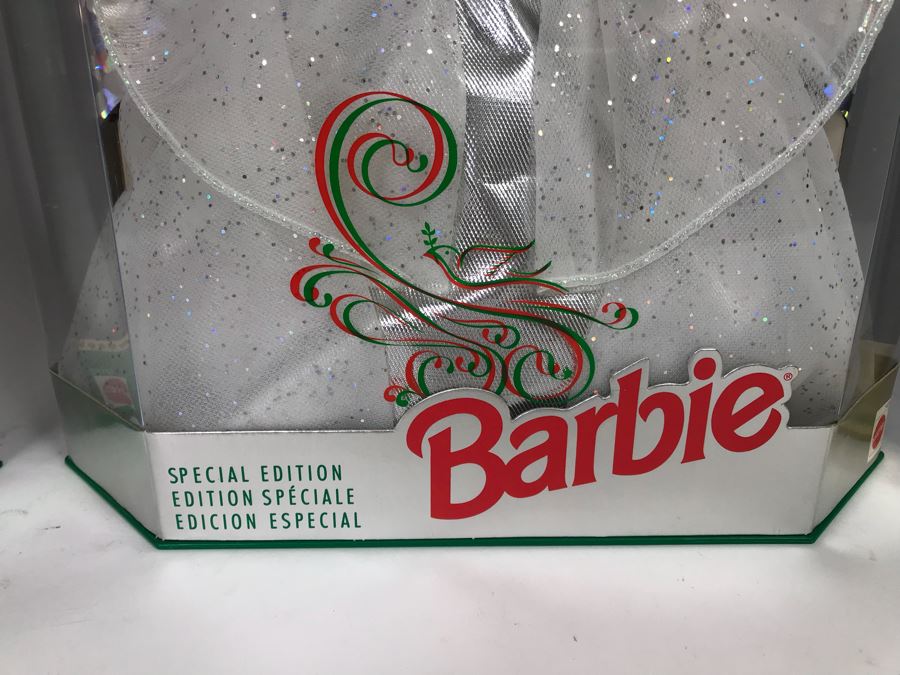 SPECIAL EDITION
EDITION SPÉCIALE
EDICION ESPECIAL
Barbie®